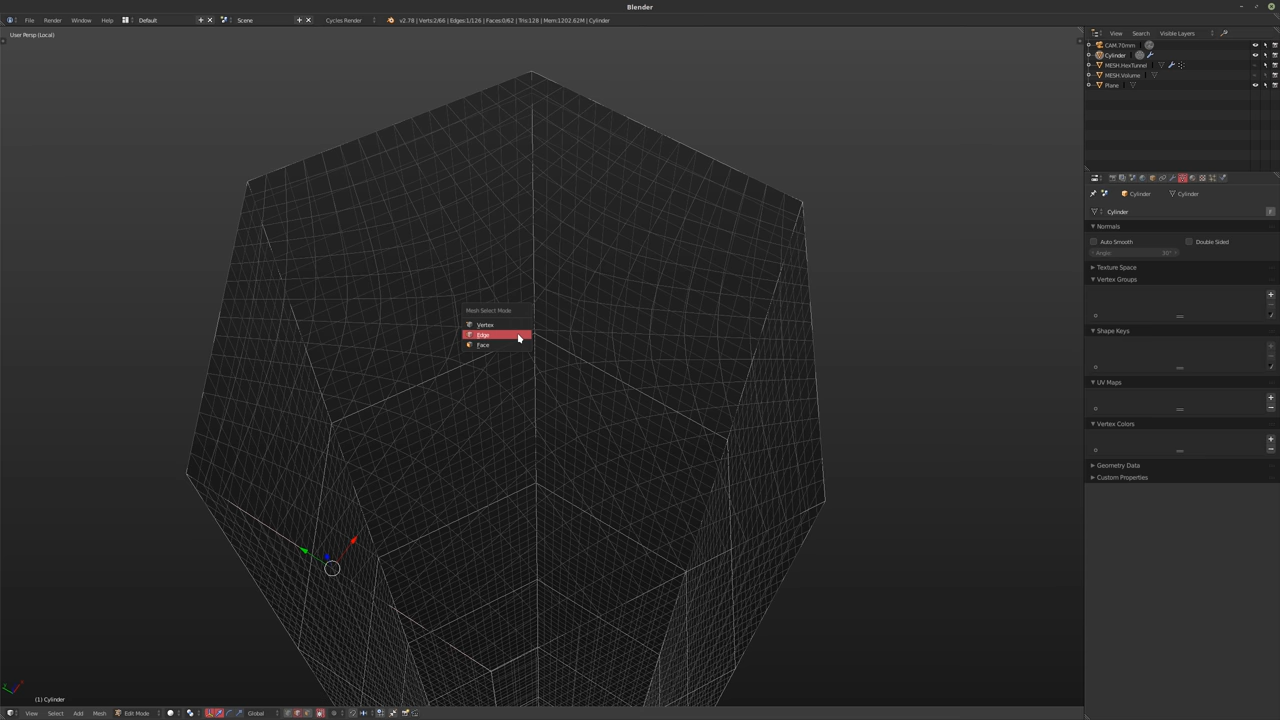 Blender
File Render Window Help Default Scene Cycles Render v2.78 | Verts:2/66 | Edges:1/126 | Faces:0/62 | Tris:128 | Mem:1202.62M | Cylinder
User Persp (Local)
View Search Visible Layers
CAM.70mm
Cylinder
MESH.HexTunnel
MESH.Volume
Plane
Cylinder Cylinder
Cylinder F
Normals
Auto Smooth Double Sided
Angle: 30°
Texture Space
Vertex Groups
Shape Keys
UV Maps
Vertex Colors
Geometry Data
Custom Properties
Mesh Select Mode
Vertex
Edge
Face
(1) Cylinder
View Select Add Mesh Edit Mode Global